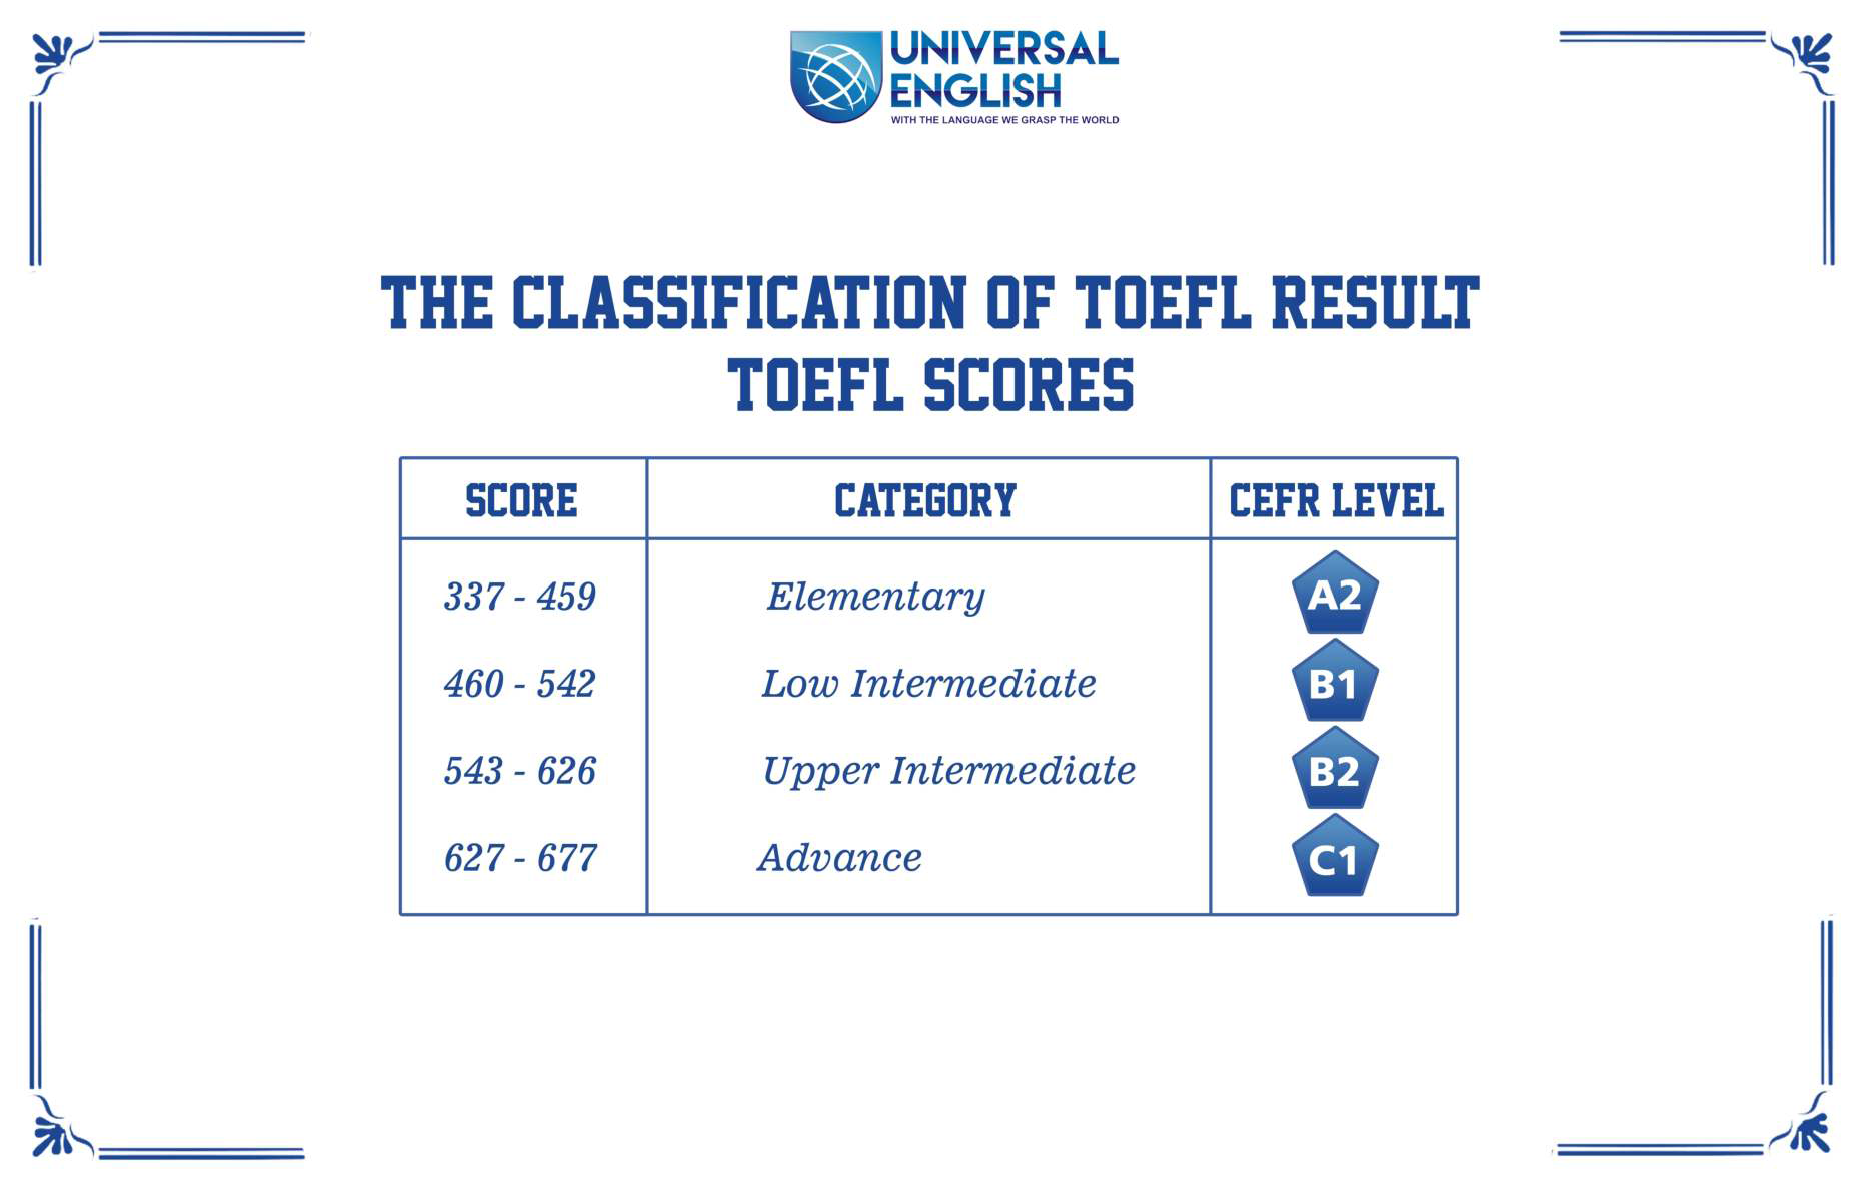 UNIVERSAL
ENGLISH
WITH THE LANGUAGE WE GRASP THE WORLD
THE CLASSIFICATION OF TOEFL RESULT
TOEFL SCORES
SCORE CATEGORY CEFR LEVEL
337 - 459 Elementary A2
460 - 542 Low Intermediate B1
543 - 626 Upper Intermediate B2
627 - 677 Advance C1